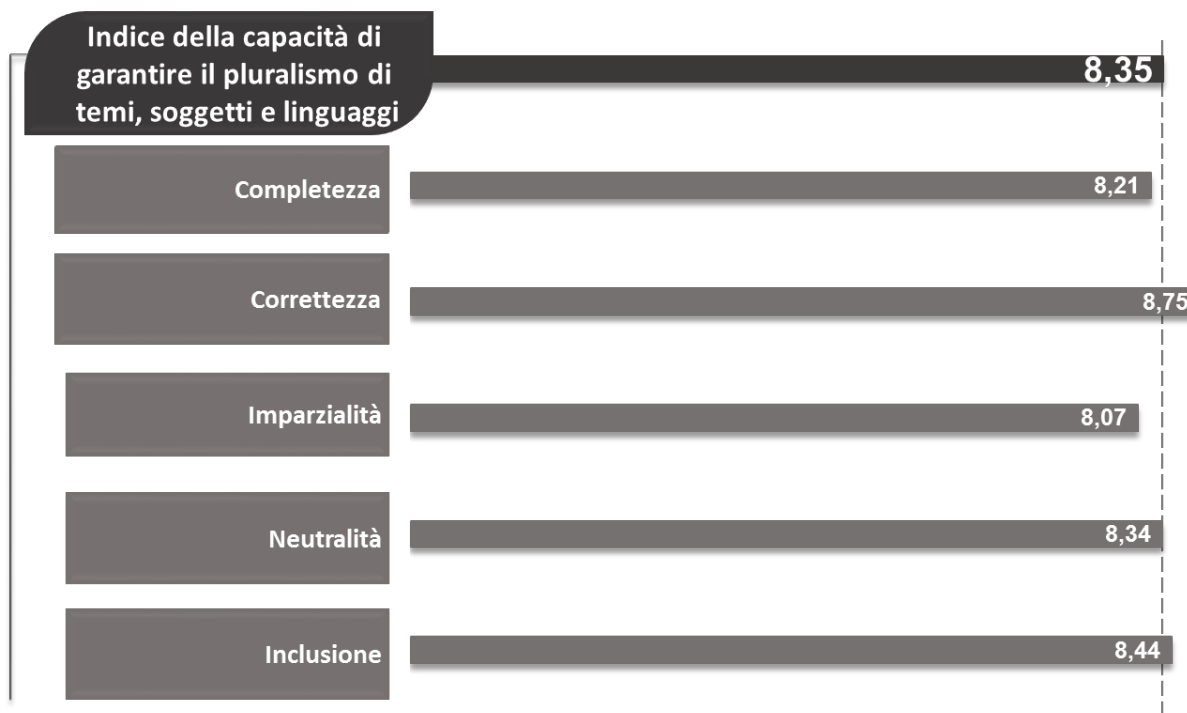 Indice della capacità di
garantire il pluralismo di
temi, soggetti e linguaggi
8,35
Completezza
8,21
Correttezza
8,75
Imparzialità
8,07
Neutralità
8,34
Inclusione
8,44